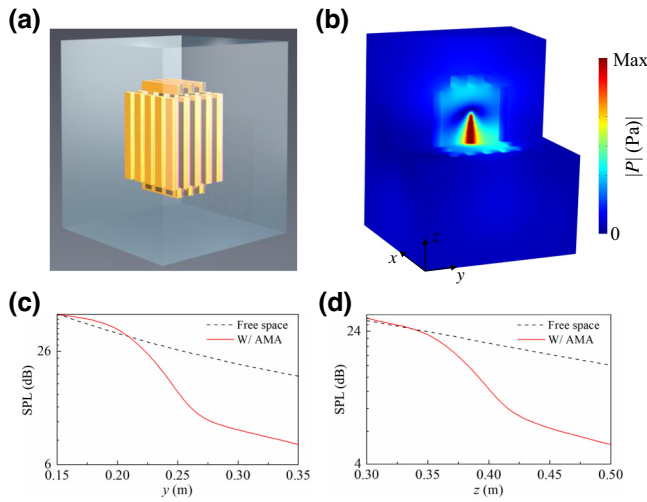 (a)
(b)
Max
|P| (Pa)|
0
z
x
y
(c)
Free space
W/ AMA
26
SPL (dB)
6
0.15 0.20 0.25 0.30 0.35
y (m)
(d)
Free space
W/ AMA
24
SPL (dB)
4
0.30 0.35 0.40 0.45 0.50
z (m)